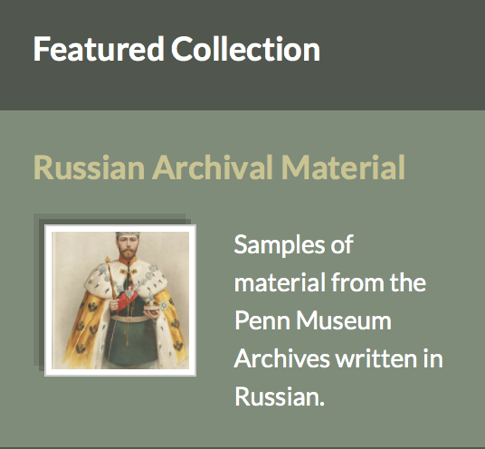 Featured Collection
Russian Archival Material
Samples of
material from the
Penn Museum
Archives written in
Russian.